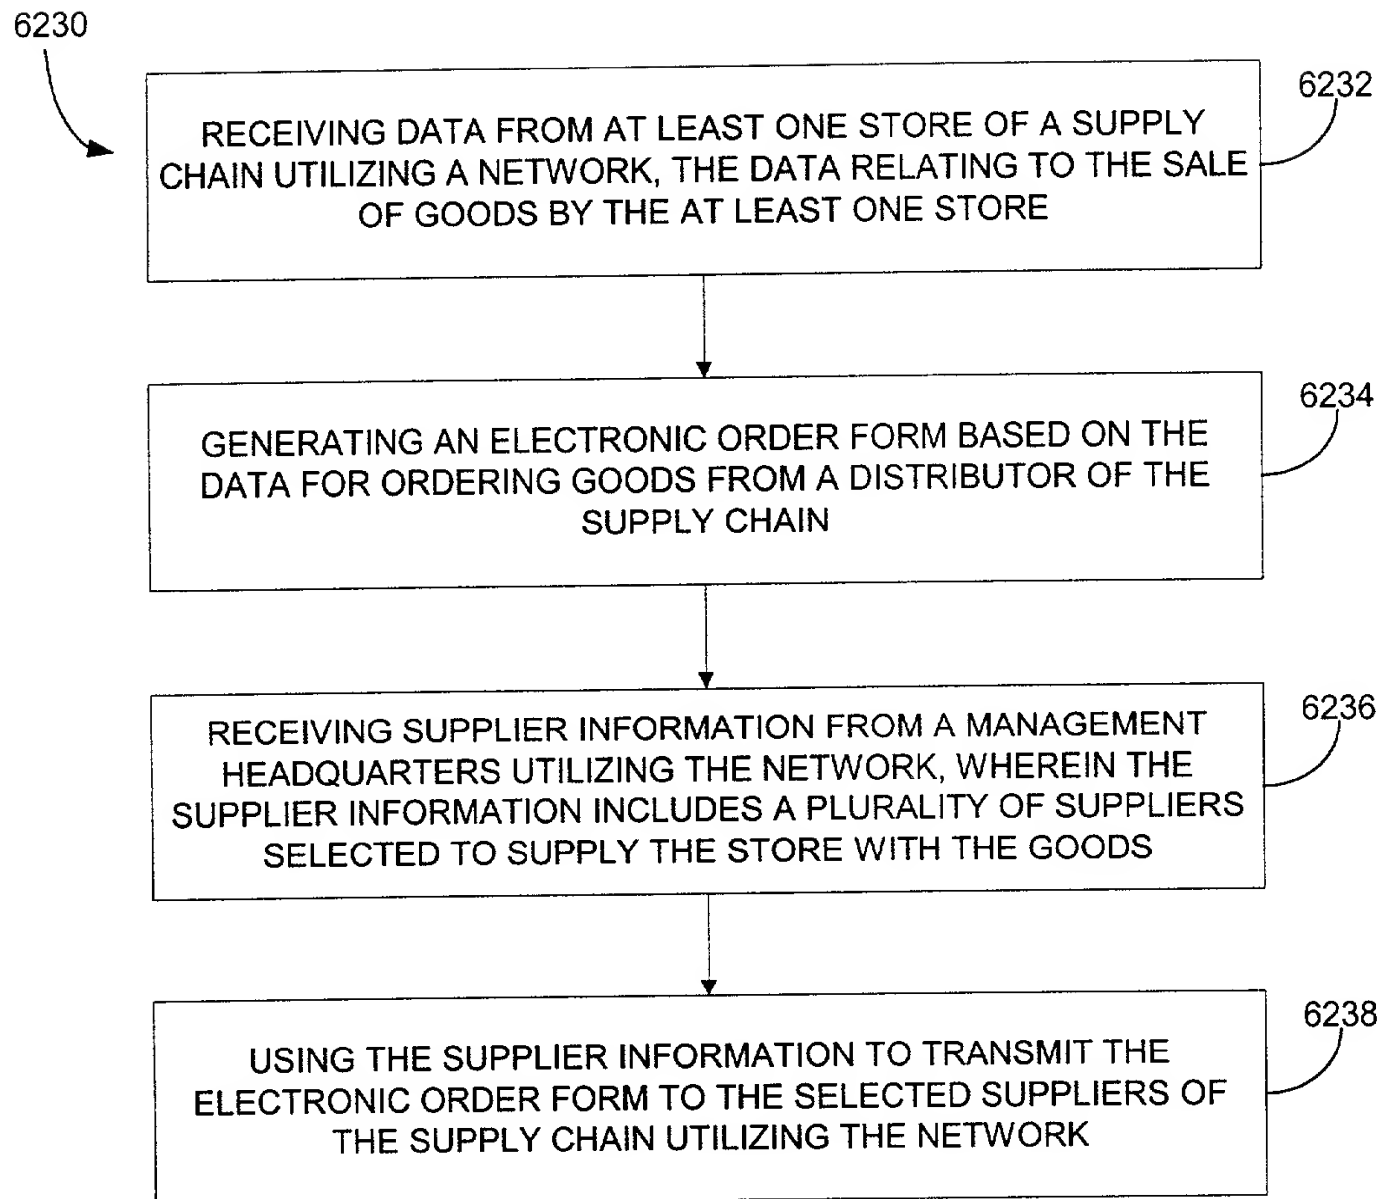 6230
6232
RECEIVING DATA FROM AT LEAST ONE STORE OF A SUPPLY
CHAIN UTILIZING A NETWORK, THE DATA RELATING TO THE SALE
OF GOODS BY THE AT LEAST ONE STORE
6234
GENERATING AN ELECTRONIC ORDER FORM BASED ON THE
DATA FOR ORDERING GOODS FROM A DISTRIBUTOR OF THE
SUPPLY CHAIN
6236
RECEIVING SUPPLIER INFORMATION FROM A MANAGEMENT
HEADQUARTERS UTILIZING THE NETWORK, WHEREIN THE
SUPPLIER INFORMATION INCLUDES A PLURALITY OF SUPPLIERS
SELECTED TO SUPPLY THE STORE WITH THE GOODS
6238
USING THE SUPPLIER INFORMATION TO TRANSMIT THE
ELECTRONIC ORDER FORM TO THE SELECTED SUPPLIERS OF
THE SUPPLY CHAIN UTILIZING THE NETWORK